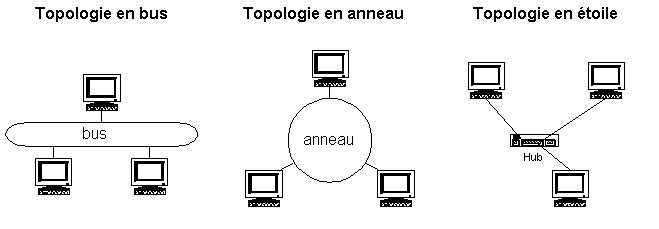 Topologie en bus
Topologie en anneau
Topologie en étoile
bus
anneau
Hub